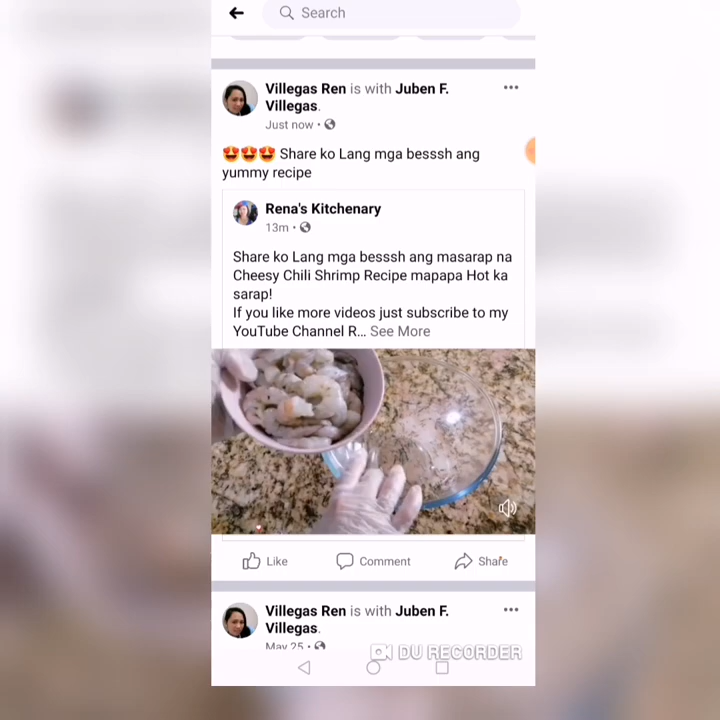 Search
Villegas Ren is with Juben F.
Villegas.
Just now
😍😍😍 Share ko Lang mga besssh ang
yummy recipe
Rena's Kitchenary
13m
Share ko Lang mga besssh ang masarap na
Cheesy Chili Shrimp Recipe mapapa Hot ka
sarap!
If you like more videos just subscribe to my
YouTube Channel R... See More
Like Comment Share
Villegas Ren is with Juben F.
Villegas.
May 25
DU RECORDER